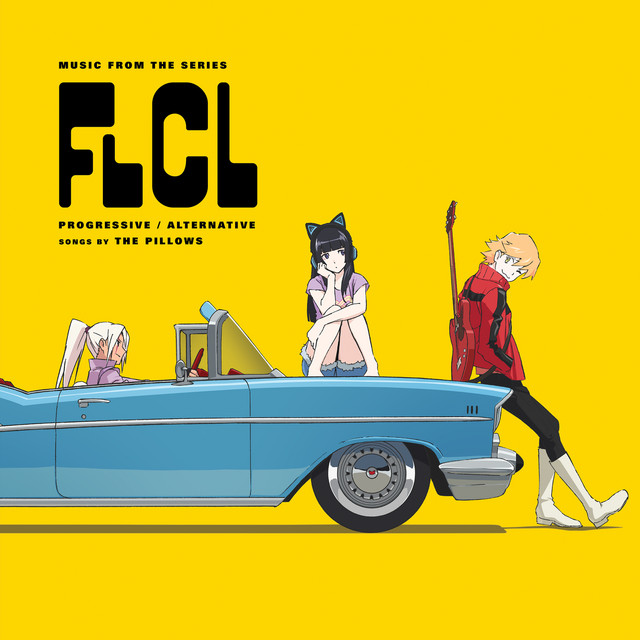 MUSIC FROM THE SERIES
FLCL
PROGRESSIVE / ALTERNATIVE
SONGS BY THE PILLOWS